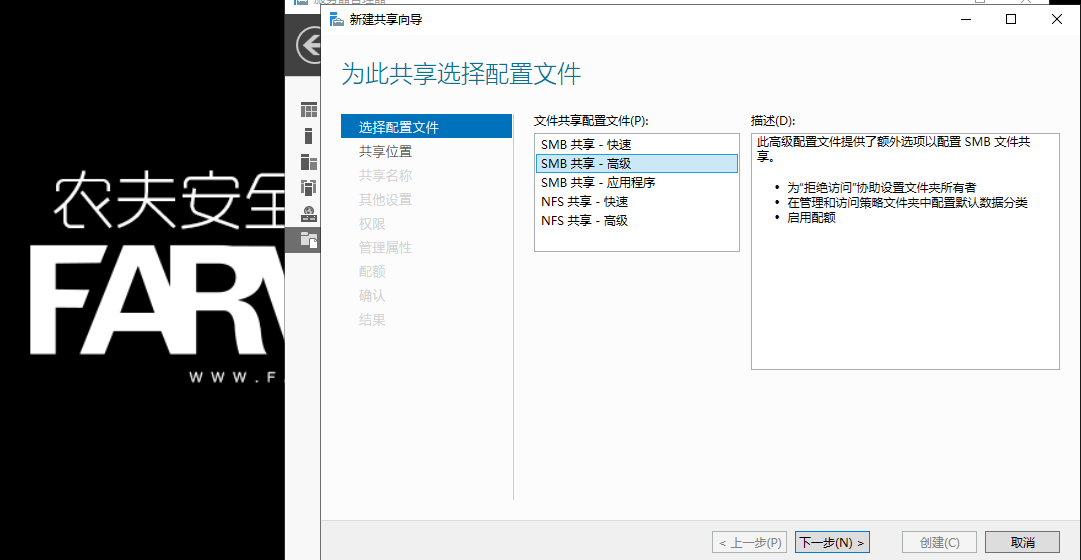 服务器管理器
新建共享向导
为此共享选择配置文件
选择配置文件
共享位置
共享名称
其他设置
权限
管理属性
配额
确认
结果
文件共享配置文件(P):
SMB 共享 - 快速
SMB 共享 - 高级
SMB 共享 - 应用程序
NFS 共享 - 快速
NFS 共享 - 高级
描述(D):
此高级配置文件提供了额外选项以配置 SMB 文件共
享。
• 为“拒绝访问”协助设置文件夹所有者
• 在管理和访问策略文件夹中配置默认数据分类
• 启用配额
< 上一步(P)
下一步(N) >
创建(C)
取消
农夫安全
FAR
WWW.F